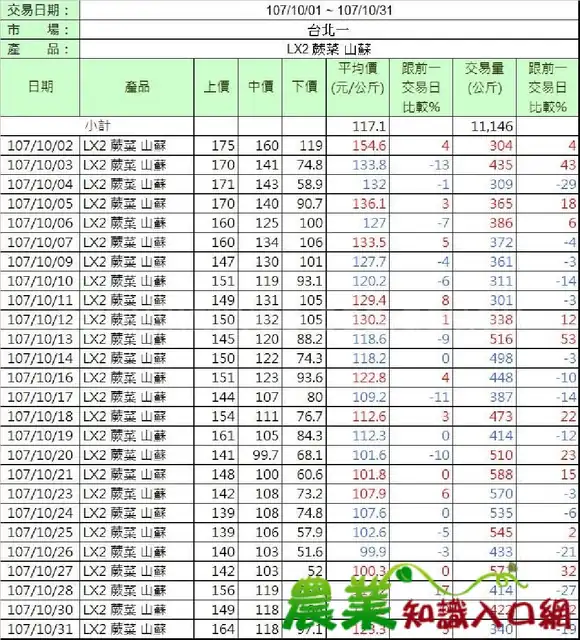 交易日期： 107/10/01 ~ 107/10/31
市 場： 台北一
產 品： LX2 蕨菜 山蘇
日期 產品 上價 中價 下價 平均價(元/公斤) 跟前一交易日比較% 交易量(公斤) 跟前一交易日比較%
小計 117.1 11,146
107/10/02 LX2 蕨菜 山蘇 175 160 119 154.6 4 304 4
107/10/03 LX2 蕨菜 山蘇 170 141 74.8 133.8 -13 435 43
107/10/04 LX2 蕨菜 山蘇 171 143 58.9 132 -1 309 -29
107/10/05 LX2 蕨菜 山蘇 170 140 90.7 136.1 3 365 18
107/10/06 LX2 蕨菜 山蘇 160 125 100 127 -7 386 6
107/10/07 LX2 蕨菜 山蘇 160 134 106 133.5 5 372 -4
107/10/09 LX2 蕨菜 山蘇 147 130 101 127.7 -4 361 -3
107/10/10 LX2 蕨菜 山蘇 151 119 93.1 120.2 -6 311 -14
107/10/11 LX2 蕨菜 山蘇 149 131 105 129.4 8 301 -3
107/10/12 LX2 蕨菜 山蘇 150 132 105 130.2 1 338 12
107/10/13 LX2 蕨菜 山蘇 145 120 88.2 118.6 -9 516 53
107/10/14 LX2 蕨菜 山蘇 150 122 74.3 118.2 0 498 -3
107/10/16 LX2 蕨菜 山蘇 151 123 93.6 122.8 4 448 -10
107/10/17 LX2 蕨菜 山蘇 144 107 80 109.2 -11 387 -14
107/10/18 LX2 蕨菜 山蘇 154 111 76.7 112.6 3 473 22
107/10/19 LX2 蕨菜 山蘇 161 105 84.3 112.3 0 414 -12
107/10/20 LX2 蕨菜 山蘇 141 99.7 68.1 101.6 -10 510 23
107/10/21 LX2 蕨菜 山蘇 148 100 60.6 101.8 0 588 15
107/10/23 LX2 蕨菜 山蘇 142 108 73.2 107.9 6 570 -3
107/10/24 LX2 蕨菜 山蘇 139 108 74.8 107.6 0 535 -6
107/10/25 LX2 蕨菜 山蘇 139 106 57.9 102.6 -5 545 2
107/10/26 LX2 蕨菜 山蘇 140 103 51.6 99.9 -3 433 -21
107/10/27 LX2 蕨菜 山蘇 142 103 52 100.3 0 32
107/10/28 LX2 蕨菜 山蘇 156 119 17 414 -27
107/10/30 LX2 蕨菜 山蘇 149 118
107/10/31 LX2 蕨菜 山蘇 164 118 97.1 340
農業知識入口網